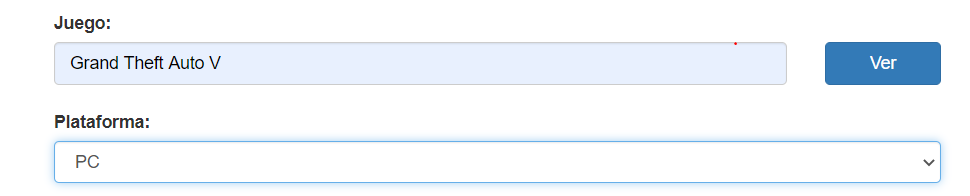 Juego:
Grand Theft Auto V
Ver
Plataforma:
PC